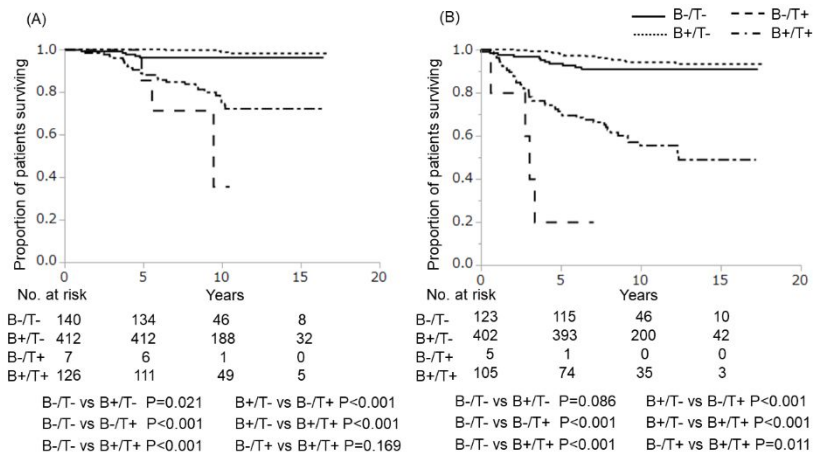 (A)
(B)
B-/T-
B-/T+
B+/T-
B+/T+
Proportion of patients surviving
1.0
0.8
0.6
0.4
0.2
0.0
0
5
10
15
20
No. at risk
Years
B-/T- 140 134 46 8
B+/T- 412 412 188 32
B-/T+ 7 6 1 0
B+/T+ 126 111 49 5
B-/T- vs B+/T- P=0.021 B+/T- vs B-/T+ P<0.001
B-/T- vs B-/T+ P<0.001 B-/T- vs B+/T+ P<0.001
B-/T- vs B+/T+ P<0.001 B-/T+ vs B+/T+ P=0.169
Proportion of patients surviving
1.0
0.8
0.6
0.4
0.2
0.0
0
5
10
15
20
No. at risk
Years
B-/T- 123 115 46 10
B+/T- 402 393 200 42
B-/T+ 5 1 0 0
B+/T+ 105 74 35 3
B-/T- vs B+/T- P=0.086 B+/T- vs B-/T+ P<0.001
B-/T- vs B-/T+ P<0.001 B+/T- vs B+/T+ P<0.001
B-/T- vs B+/T+ P<0.001 B-/T+ vs B+/T+ P=0.011